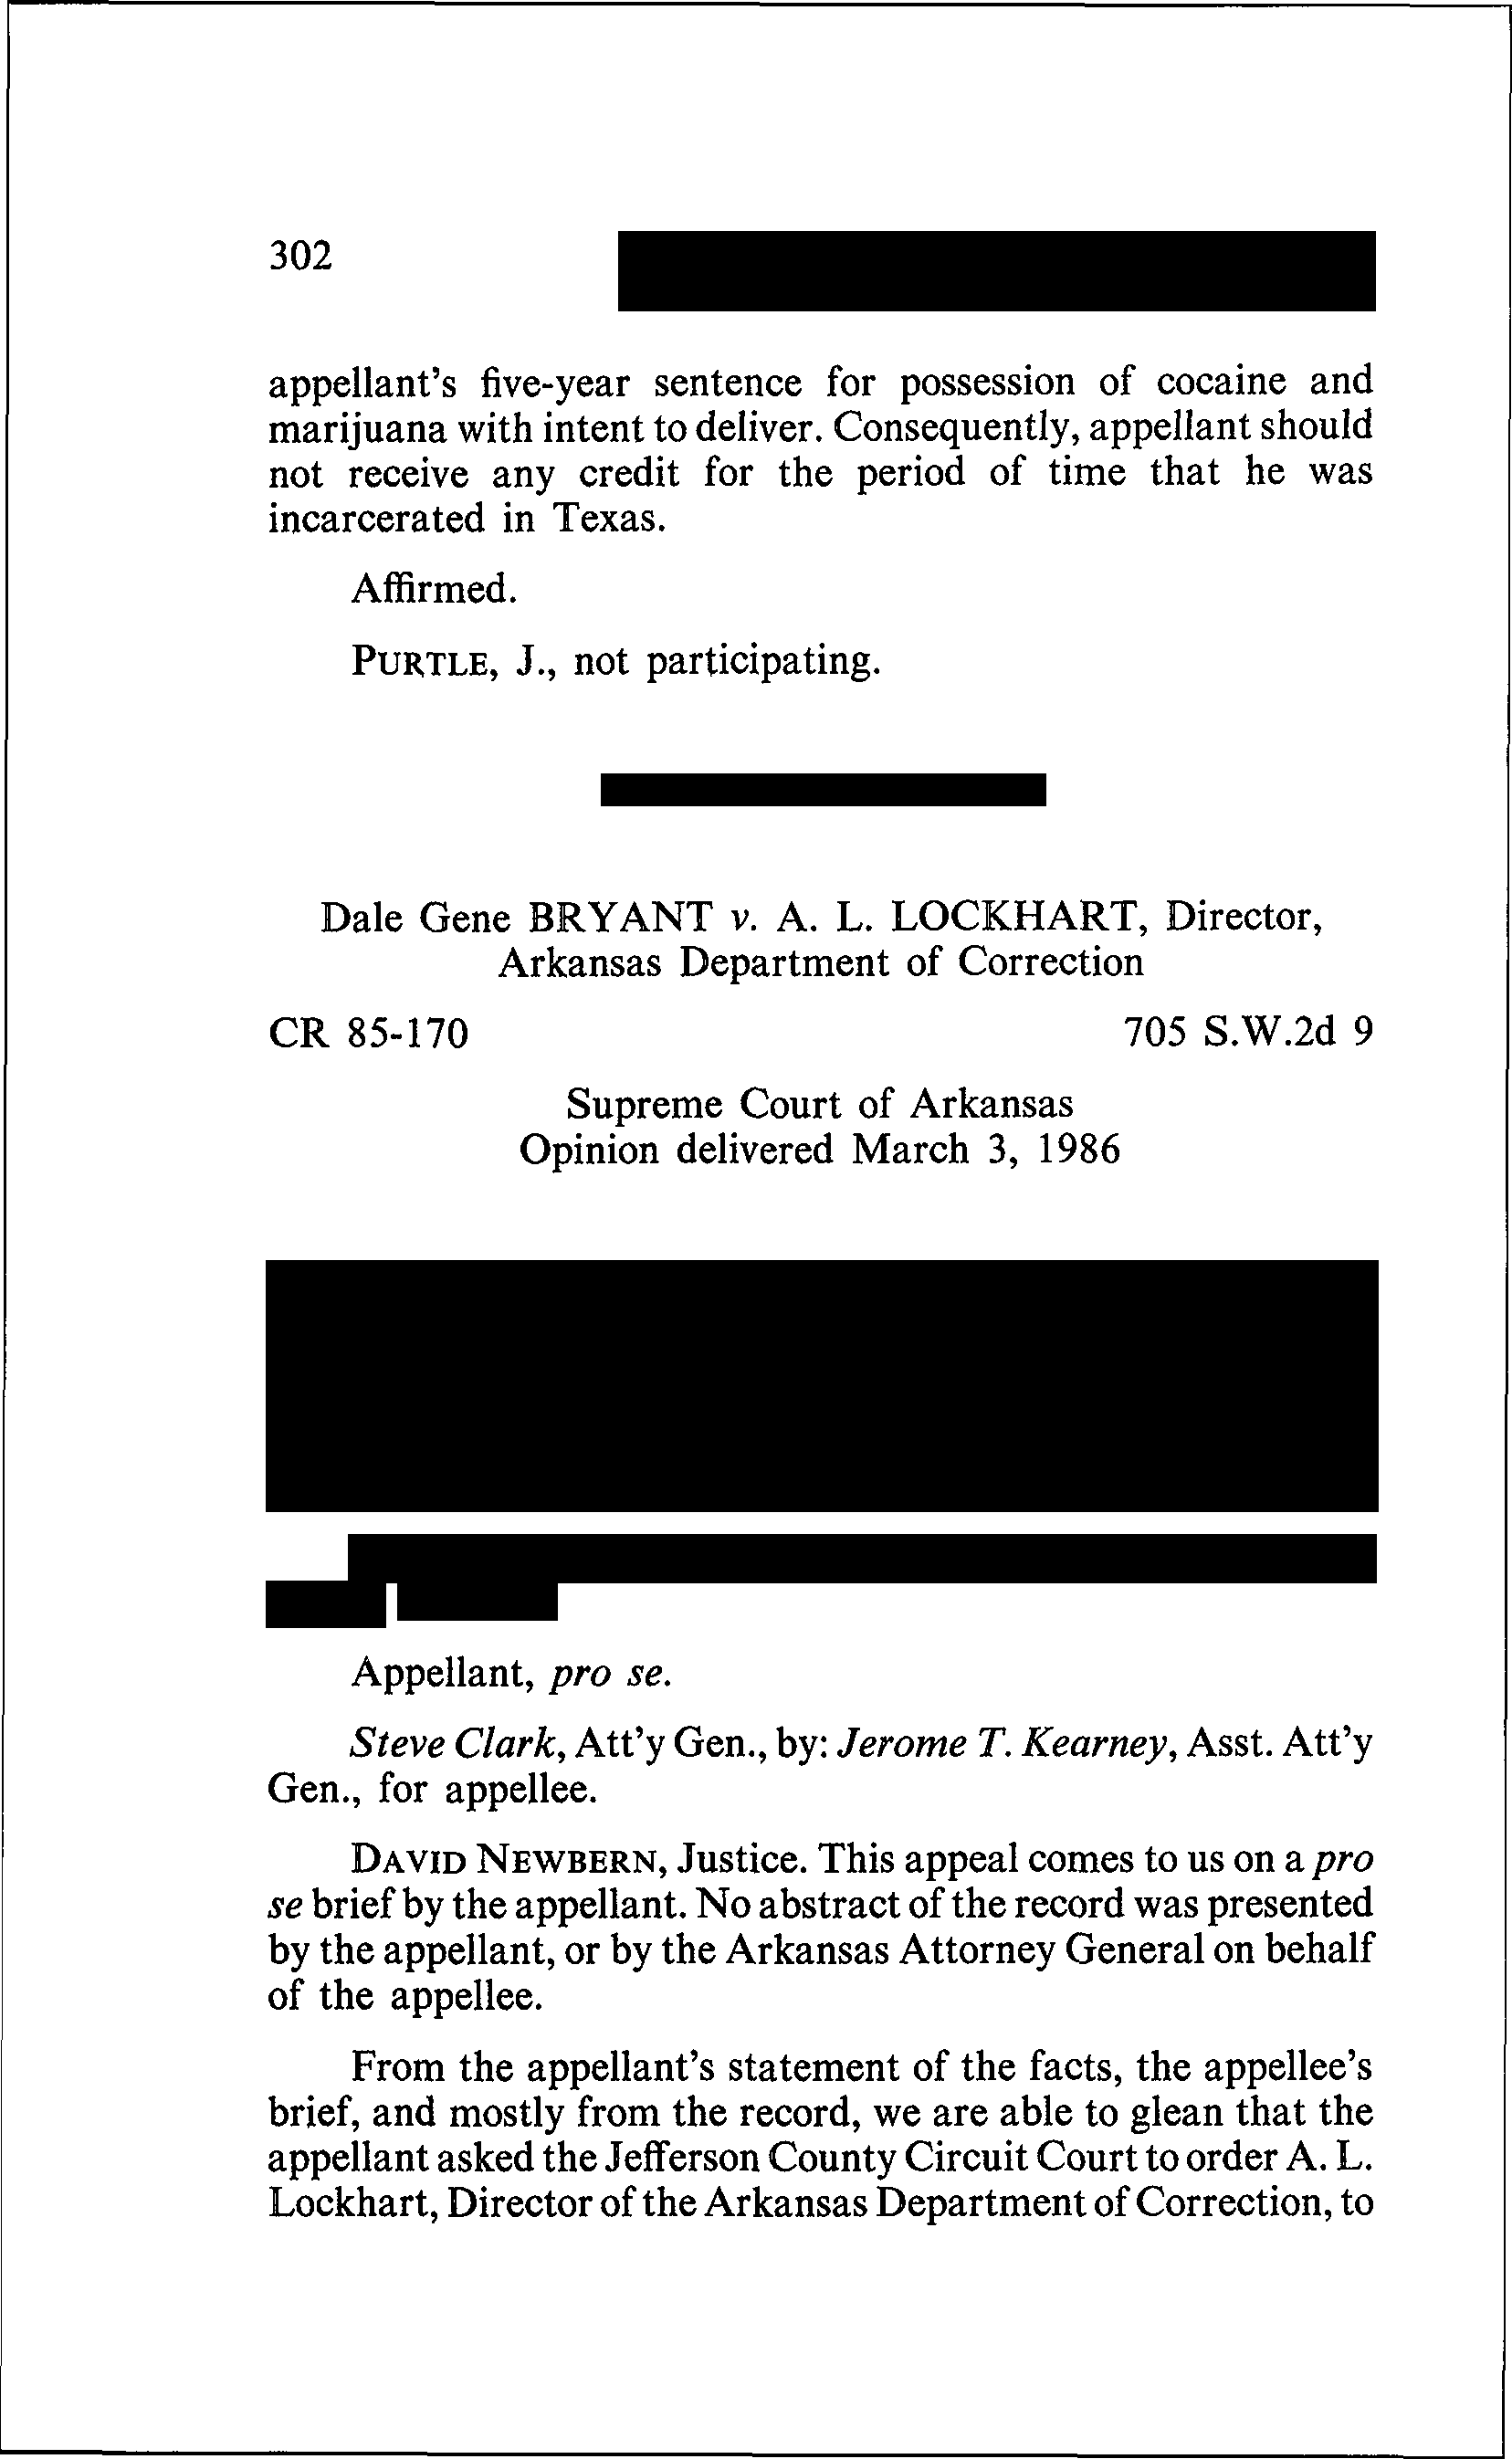 302
appellant's five-year sentence for possession of cocaine and
marijuana with intent to deliver. Consequently, appellant should
not receive any credit for the period of time that he was
incarcerated in Texas.
Affirmed.
PURTLE, J., not participating.
Dale Gene BRYANT v. A. L. LOCKHART, Director,
Arkansas Department of Correction
CR 85-170 705 S.W.2d 9
Supreme Court of Arkansas
Opinion delivered March 3, 1986
Appellant, pro se.
Steve Clark, Att'y Gen., by: Jerome T. Kearney, Asst. Att'y
Gen., for appellee.
DAVID NEWBERN, Justice. This appeal comes to us on a pro
se brief by the appellant. No abstract of the record was presented
by the appellant, or by the Arkansas Attorney General on behalf
of the appellee.
From the appellant's statement of the facts, the appellee's
brief, and mostly from the record, we are able to glean that the
appellant asked the Jefferson County Circuit Court to order A. L.
Lockhart, Director of the Arkansas Department of Correction, to